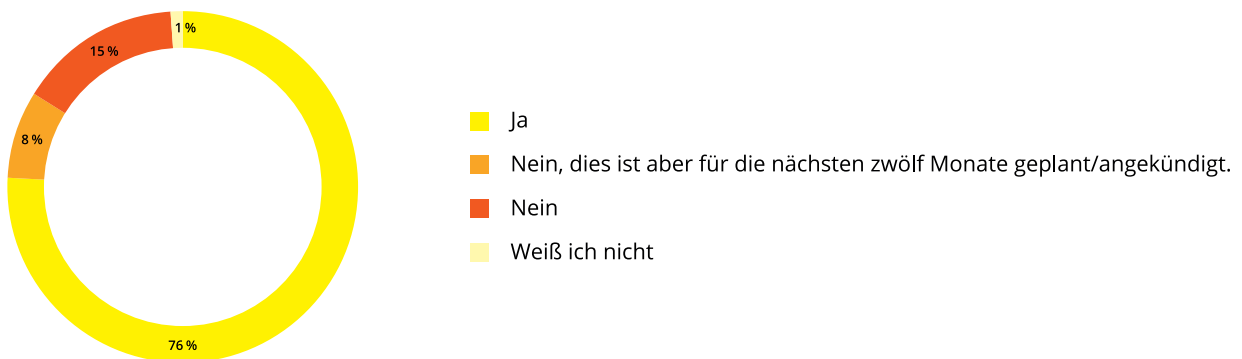 1 %
15 %
8 %
76 %
Ja
Nein, dies ist aber für die nächsten zwölf Monate geplant/angekündigt.
Nein
Weiß ich nicht